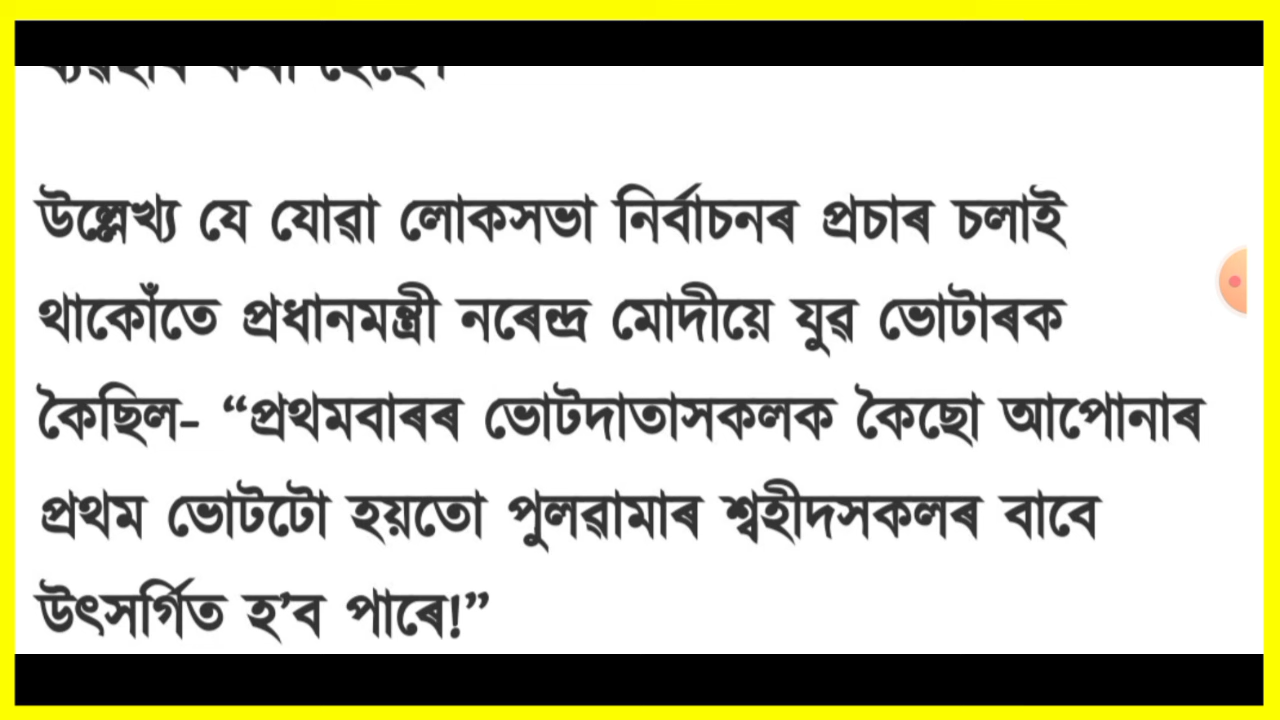 উল্লেখ্য যে যোৱা লোকসভা নিৰ্বাচনৰ প্ৰচাৰ চলাই
থাকোঁতে প্ৰধানমন্ত্ৰী নৰেন্দ্ৰ মোদীয়ে যুৱ ভোটাৰক
কৈছিল- “প্ৰথমবাৰৰ ভোটদাতাসকলক কৈছো আপোনাৰ
প্ৰথম ভোটটো হয়তো পুলৱামাৰ শ্বহীদসকলৰ বাবে
উৎসৰ্গিত হ’ব পাৰে!”